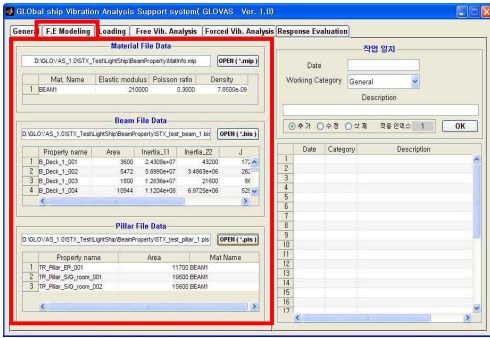 GLObal ship Vibration Analysis Support system( GLOVAS Ver. 1.0)
General F.E Modeling Loading Free Vib. Analysis Forced Vib. Analysis Response Evaluation
Material File Data
D:\GLOVAS_1.0\STX_Test\LightShip\BeamProperty\MatInfo.mip OPEN ( *.mip )
Mat. Name Elastic modulus Poisson ratio Density
1 BEAM1 210000 0.3000 7.8500e-09
Beam File Data
D:\GLOVAS_1.0\STX_Test\LightShip\BeamProperty\STX_test_beam_1.bis OPEN ( *.bis )
Property name Area Inertia_11 Inertia_22 J
1 B_Deck_1_001 3600 2.4308e+07 43200 172
2 B_Deck_1_002 5472 5.6990e+07 3.4863e+06 262
3 B_Deck_1_003 1800 1.2636e+07 21600 86
4 B_Deck_1_004 10944 1.1204e+08 6.9725e+06 525
Pillar File Data
D:\GLOVAS_1.0\STX_Test\LightShip\BeamProperty\STX_test_pillar_1.pis OPEN ( *.pis )
Property name Area Mat Name
1 TR_Pillar_ER_001 11700 BEAM1
2 TR_Pillar_S/G_room_001 19500 BEAM1
3 TR_Pillar_S/G_room_002 15600 BEAM1
작업 일지
Date
Working Category General
Description
추 가 수 정 삭 제 적용 인덱스 1 OK
Date Category Description
1
2
3
4
5
6
7
8
9
10
11
12
13
14
15
16
17